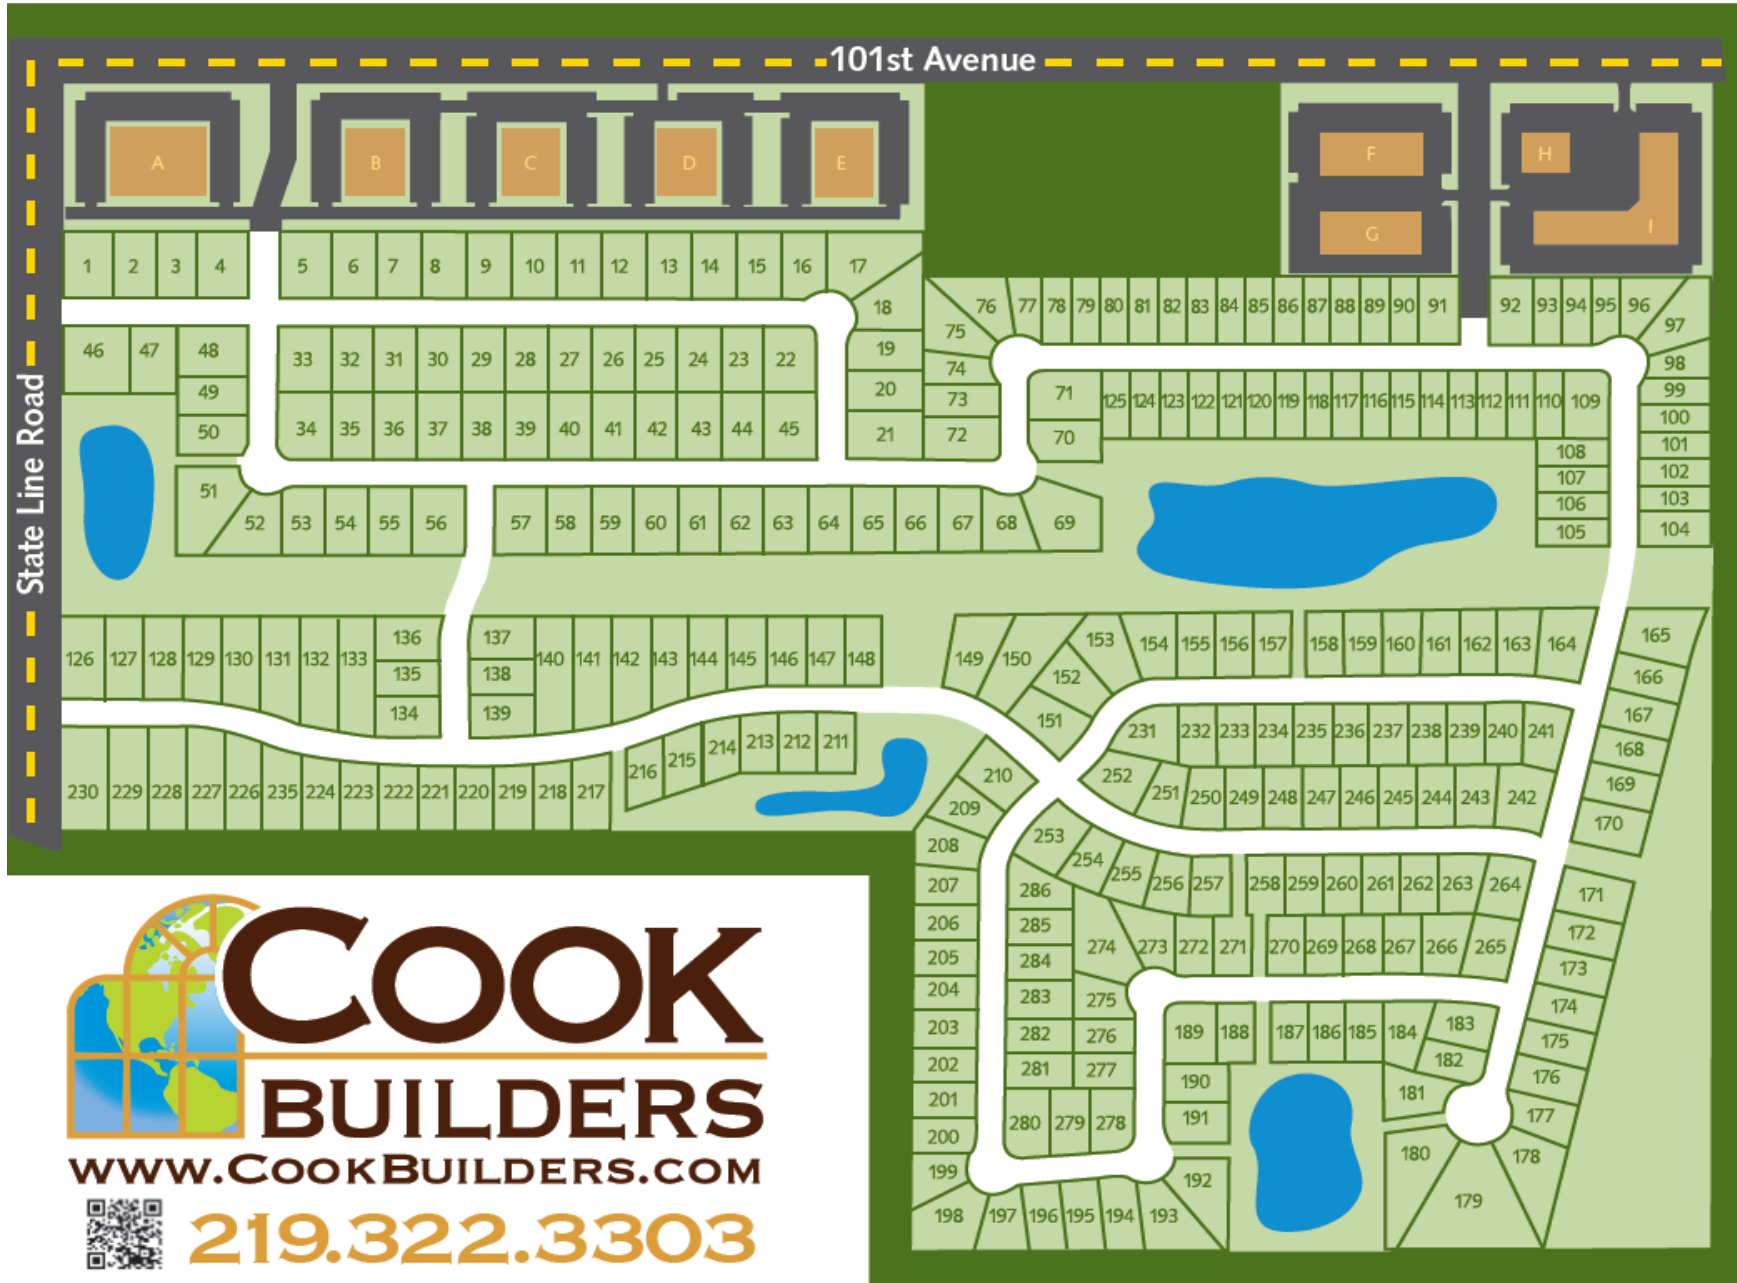 101st Avenue
State Line Road
A B C D E F H
G I
1 2 3 4 5 6 7 8 9 10 11 12 13 14 15 16 17
18 76 77 78 79 80 81 82 83 84 85 86 87 88 89 90 91 92 93 94 95 96
75 97
46 47 48 33 32 31 30 29 28 27 26 25 24 23 22 19 74 98
49 20 73 71 125 124 123 122 121 120 119 118 117 116 115 114 113 112 111 110 109 99
100
50 34 35 36 37 38 39 40 41 42 43 44 45 21 72 70 108 101
107 102
51 106 103
52 53 54 55 56 57 58 59 60 61 62 63 64 65 66 67 68 69 105 104
126 127 128 129 130 131 132 133 136 137 140 141 142 143 144 145 146 147 148 149 150 153 154 155 156 157 158 159 160 161 162 163 164 165
135 138 152 166
134 139 151 167
231 232 233 234 235 236 237 238 239 240 241 168
216 215 214 213 212 211 210 252 169
230 229 228 227 226 235 224 223 222 221 220 219 218 217 209 251 250 249 248 247 246 245 244 243 242 170
208 253 254 255 256 257 258 259 260 261 262 263 264 171
207 286
206 285 274 273 272 271 270 269 268 267 266 265 172
205 284 173
204 283 275 174
203 282 276 189 188 187 186 185 184 183 175
202 281 277 190 182 176
201 280 279 278 191 181 177
200 180 178
199 192 179
198 197 196 195 194 193
COOK
BUILDERS
WWW.COOKBUILDERS.COM
219.322.3303